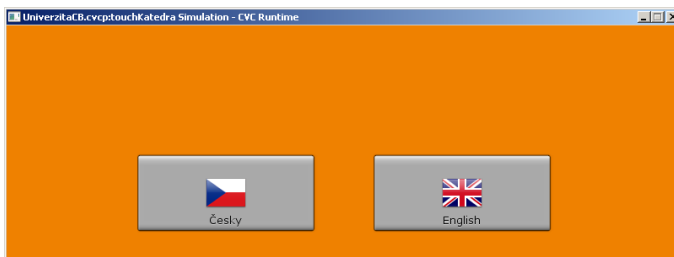 UniverzitaCB.cvcp:touchKatedra Simulation - CVC Runtime
Česky
English